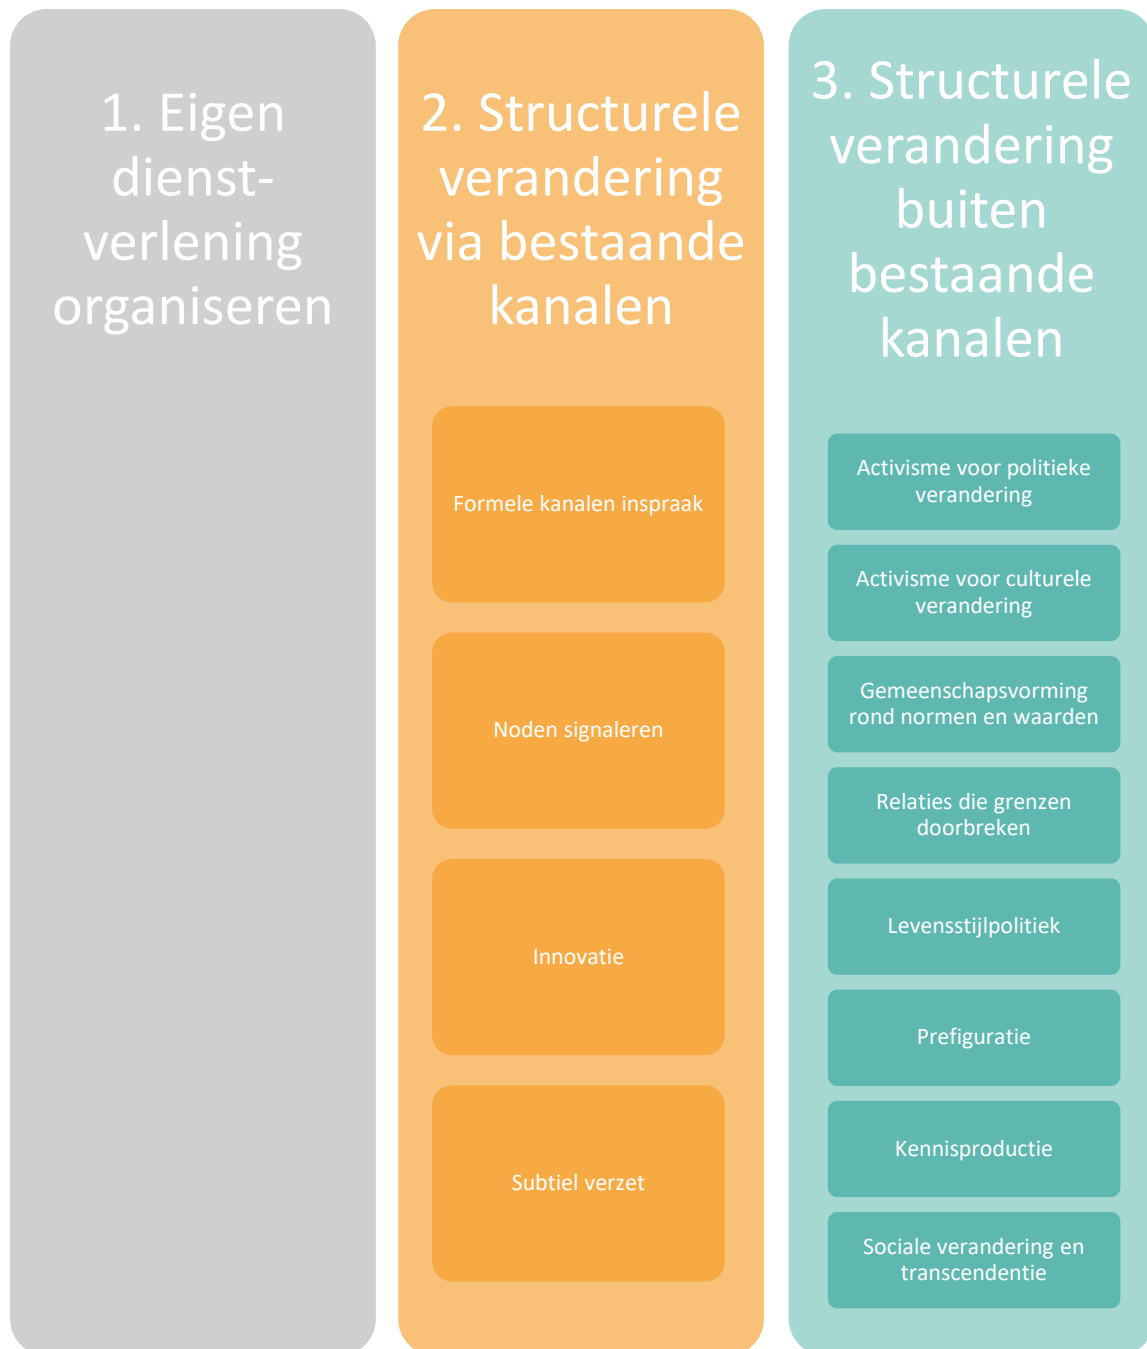 1. Eigen
dienst-
verlening
organiseren
2. Structurele
verandering
via bestaande
kanalen
Formele kanalen inspraak
Noden signaleren
Innovatie
Subtiel verzet
3. Structurele
verandering
buiten
bestaande
kanalen
Activisme voor politieke
verandering
Activisme voor culturele
verandering
Gemeenschapsvorming
rond normen en waarden
Relaties die grenzen
doorbreken
Levensstijlpolitiek
Prefiguratie
Kennisproductie
Sociale verandering en
transcendentie